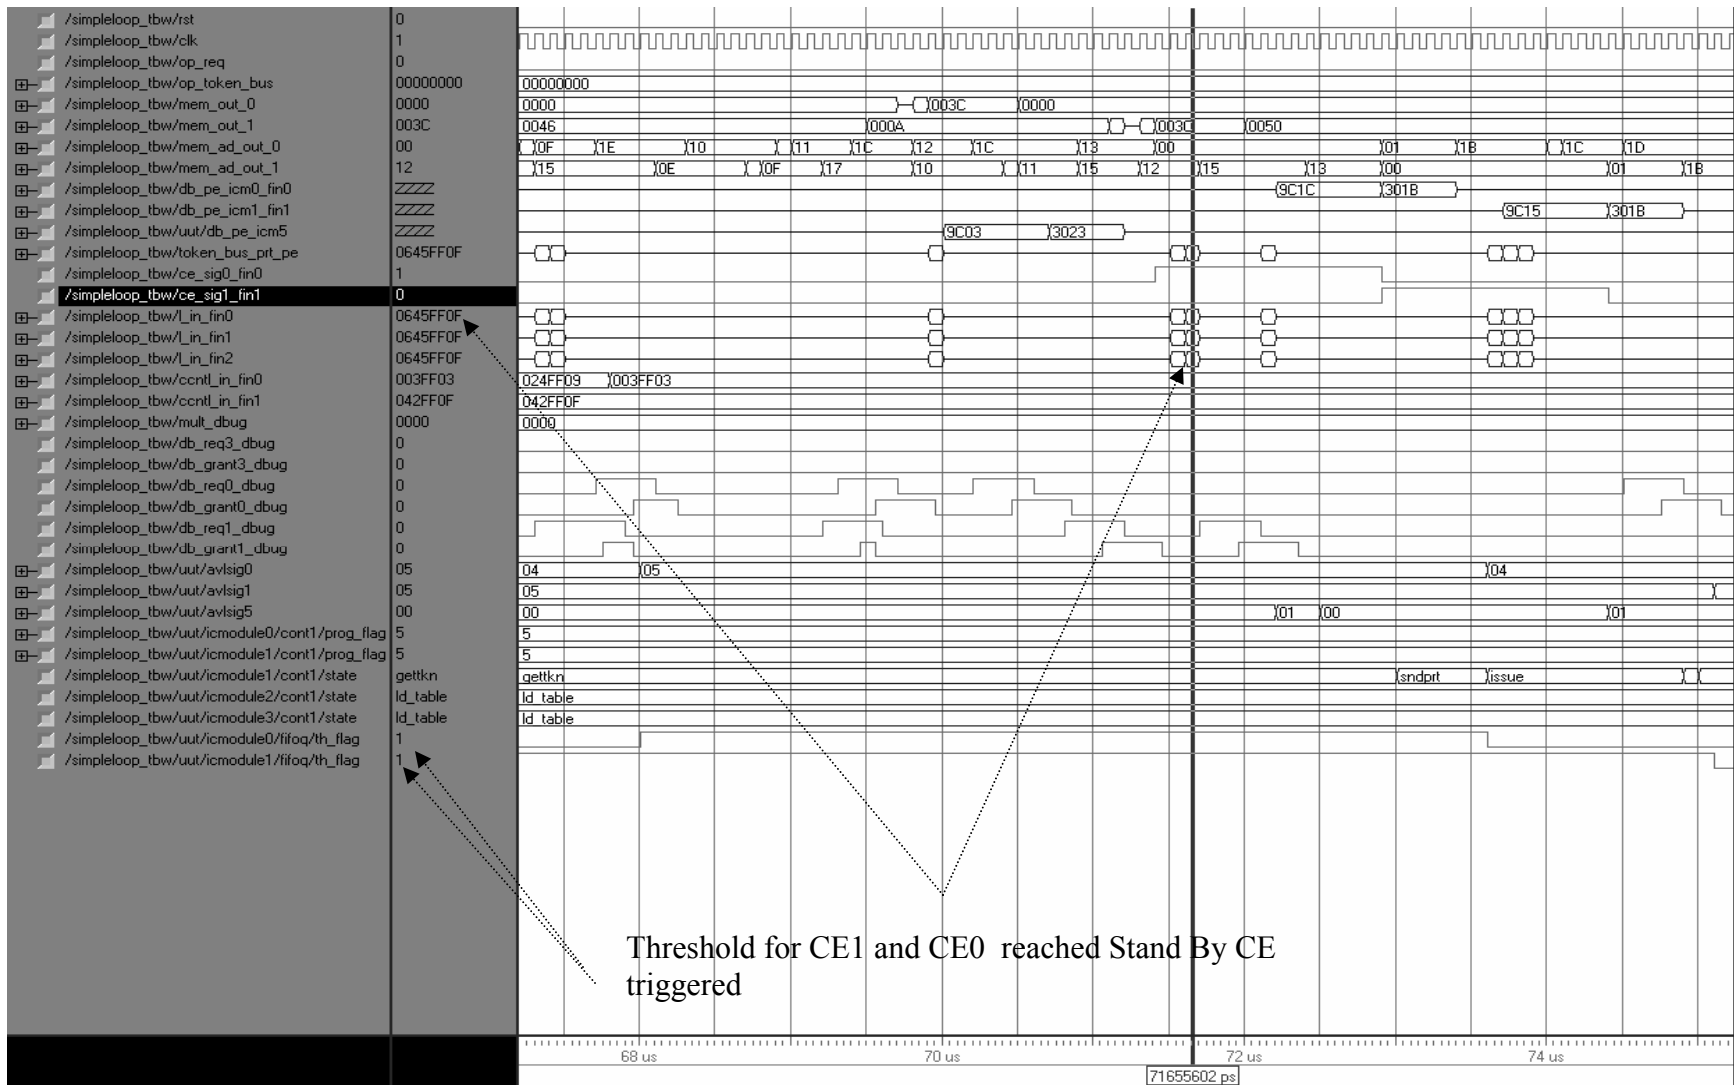 /simpleloop_tbw/rst 0
/simpleloop_tbw/clk 1
/simpleloop_tbw/op_req 0
/simpleloop_tbw/op_token_bus 00000000 00000000
/simpleloop_tbw/mem_out_0 0000 0000 003C 0000
/simpleloop_tbw/mem_out_1 003C 0046 000A 003C 0050
/simpleloop_tbw/mem_ad_out_0 00 0F 1E 10 11 1C 12 1C 13 00 01 1B 1C 1D
/simpleloop_tbw/mem_ad_out_1 12 15 0E 0F 17 10 11 15 12 15 13 00 01 1B
/simpleloop_tbw/db_pe_icm0_fin0 9C1C 301B
/simpleloop_tbw/db_pe_icm1_fin1 9C15 301B
/simpleloop_tbw/uut/db_pe_icm5 9C03 3023
/simpleloop_tbw/token_bus_prt_pe 0645FF0F
/simpleloop_tbw/ce_sig0_fin0 1
/simpleloop_tbw/ce_sig1_fin1 0
/simpleloop_tbw/l_in_fin0 0645FF0F
/simpleloop_tbw/l_in_fin1 0645FF0F
/simpleloop_tbw/l_in_fin2 0645FF0F
/simpleloop_tbw/ccntl_in_fin0 003FF03 024FF09 003FF03
/simpleloop_tbw/ccntl_in_fin1 042FF0F 042FF0F
/simpleloop_tbw/mult_dbug 0000 0000
/simpleloop_tbw/db_req3_dbug 0
/simpleloop_tbw/db_grant3_dbug 0
/simpleloop_tbw/db_req0_dbug 0
/simpleloop_tbw/db_grant0_dbug 0
/simpleloop_tbw/db_req1_dbug 0
/simpleloop_tbw/db_grant1_dbug 0
/simpleloop_tbw/uut/avlsig0 05 04 05 04
/simpleloop_tbw/uut/avlsig1 05 05
/simpleloop_tbw/uut/avlsig5 00 00 01 00 01
/simpleloop_tbw/uut/icmodule0/cont1/prog_flag 5 5
/simpleloop_tbw/uut/icmodule1/cont1/prog_flag 5 5
/simpleloop_tbw/uut/icmodule1/cont1/state gettkn gettkn sndprt issue
/simpleloop_tbw/uut/icmodule2/cont1/state ld_table ld_table
/simpleloop_tbw/uut/icmodule3/cont1/state ld_table ld_table
/simpleloop_tbw/uut/icmodule0/fifoq/th_flag 1
/simpleloop_tbw/uut/icmodule1/fifoq/th_flag 1
Threshold for CE1 and CE0 reached Stand By CE
triggered
68 us 70 us 72 us 74 us
71655602 ps